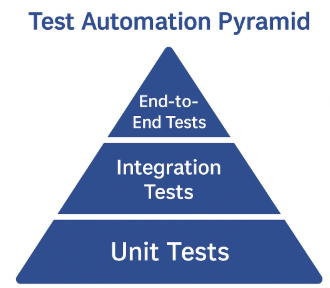 Test Automation Pyramid
End-to-
End Tests
Integration
Tests
Unit Tests